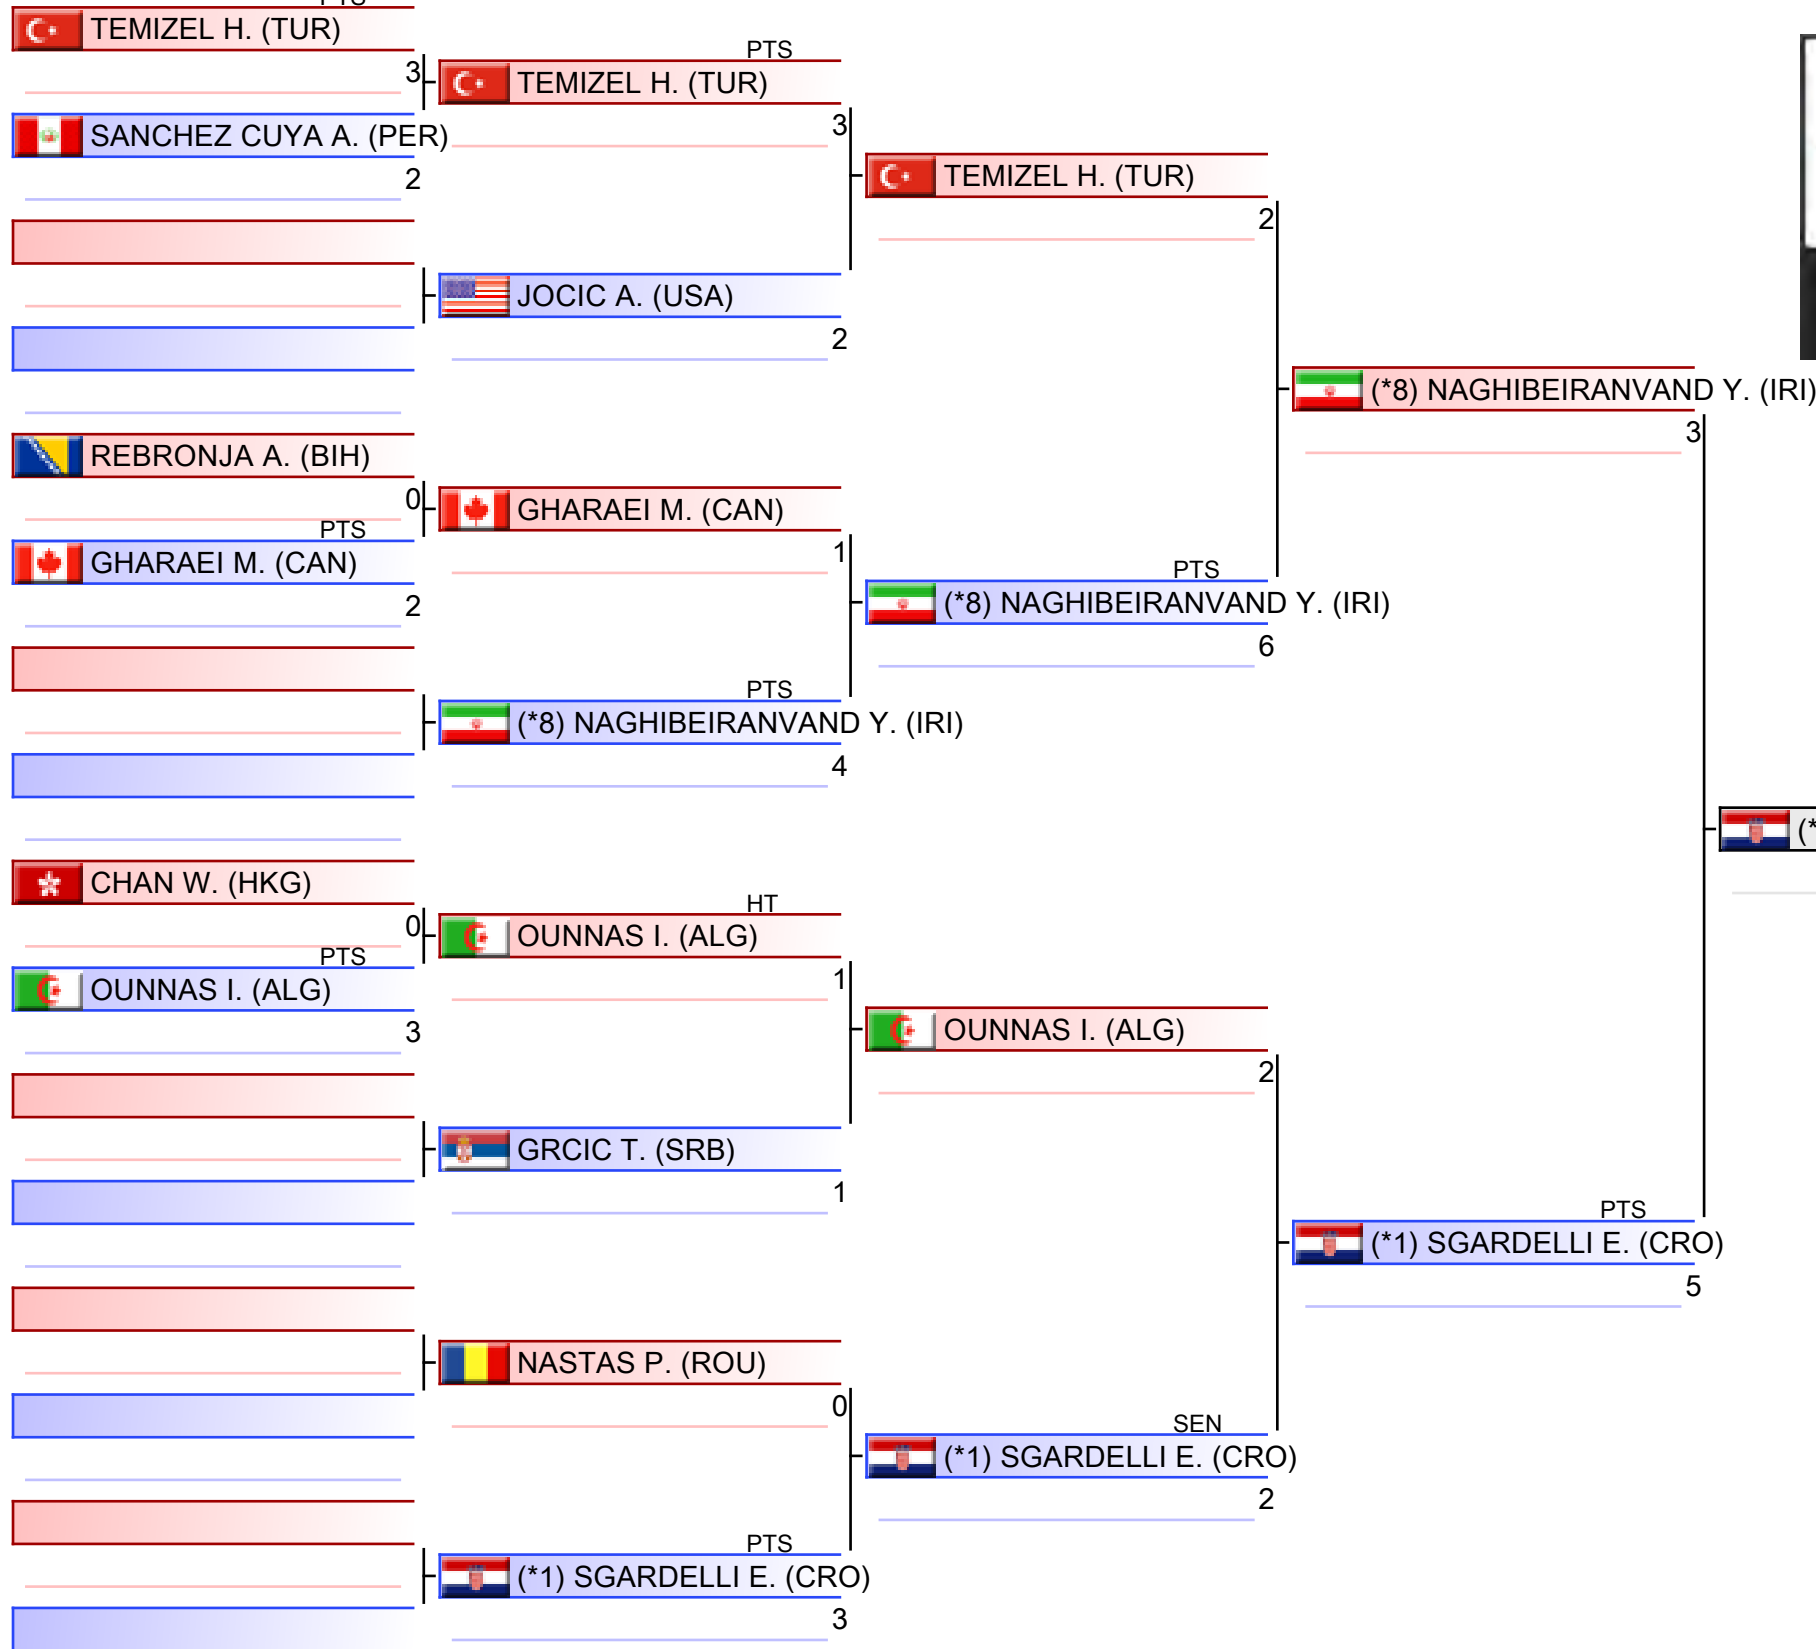 PTS
TEMIZEL H. (TUR)
3
SANCHEZ CUYA A. (PER)
2
REBRONJA A. (BIH)
0
PTS
GHARAEI M. (CAN)
2
CHAN W. (HKG)
0
PTS
OUNNAS I. (ALG)
3
PTS
TEMIZEL H. (TUR)
3
JOCIC A. (USA)
2
GHARAEI M. (CAN)
1
PTS
(*8) NAGHIBEIRANVAND Y. (IRI)
4
HT
OUNNAS I. (ALG)
1
GRCIC T. (SRB)
1
NASTAS P. (ROU)
0
PTS
(*1) SGARDELLI E. (CRO)
3
TEMIZEL H. (TUR)
2
PTS
(*8) NAGHIBEIRANVAND Y. (IRI)
6
OUNNAS I. (ALG)
2
SEN
(*1) SGARDELLI E. (CRO)
2
(*8) NAGHIBEIRANVAND Y. (IRI)
3
PTS
(*1) SGARDELLI E. (CRO)
5
(*